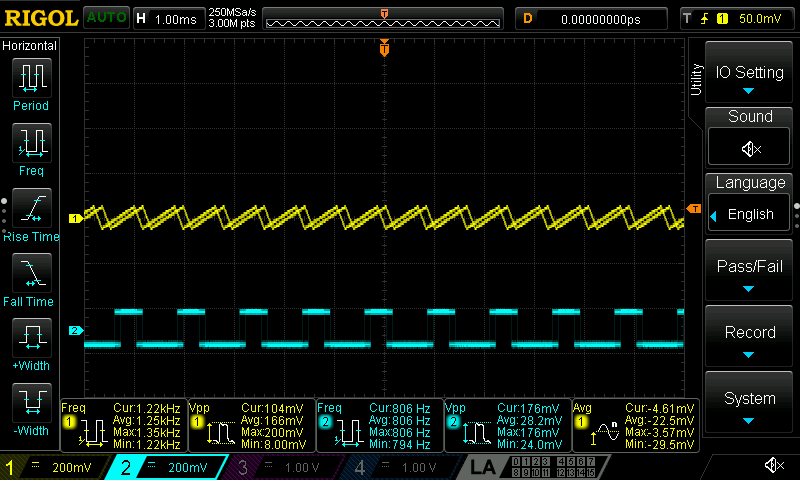 RIGOL AUTO H 1.00ms 250MSa/s 3.00M pts T D 0.00000000ps T 1 50.0mV
Horizontal
Period
Freq
Rise Time
Fall Time
+Width
-Width
T
1
T
2
Utility
IO Setting
Sound
Language
English
Pass/Fail
Record
System
Freq
1
Cur:1.22kHz
Avg:1.25kHz
Max:1.35kHz
Min:1.22kHz
Vpp
1
Cur:104mV
Avg:166mV
Max:200mV
Min:8.00mV
Freq
2
Cur:806 Hz
Avg:806 Hz
Max:806 Hz
Min:794 Hz
Vpp
2
Cur:176mV
Avg:28.2mV
Max:176mV
Min:24.0mV
Avg
1
n
Cur:-4.61mV
Avg:-22.5mV
Max:-3.57mV
Min:-29.5mV
1 200mV
2 200mV
3 1.00 V
4 1.00 V
LA
0 1 2 3 4 5 6 7
8 9 10 11 12 13 14 15